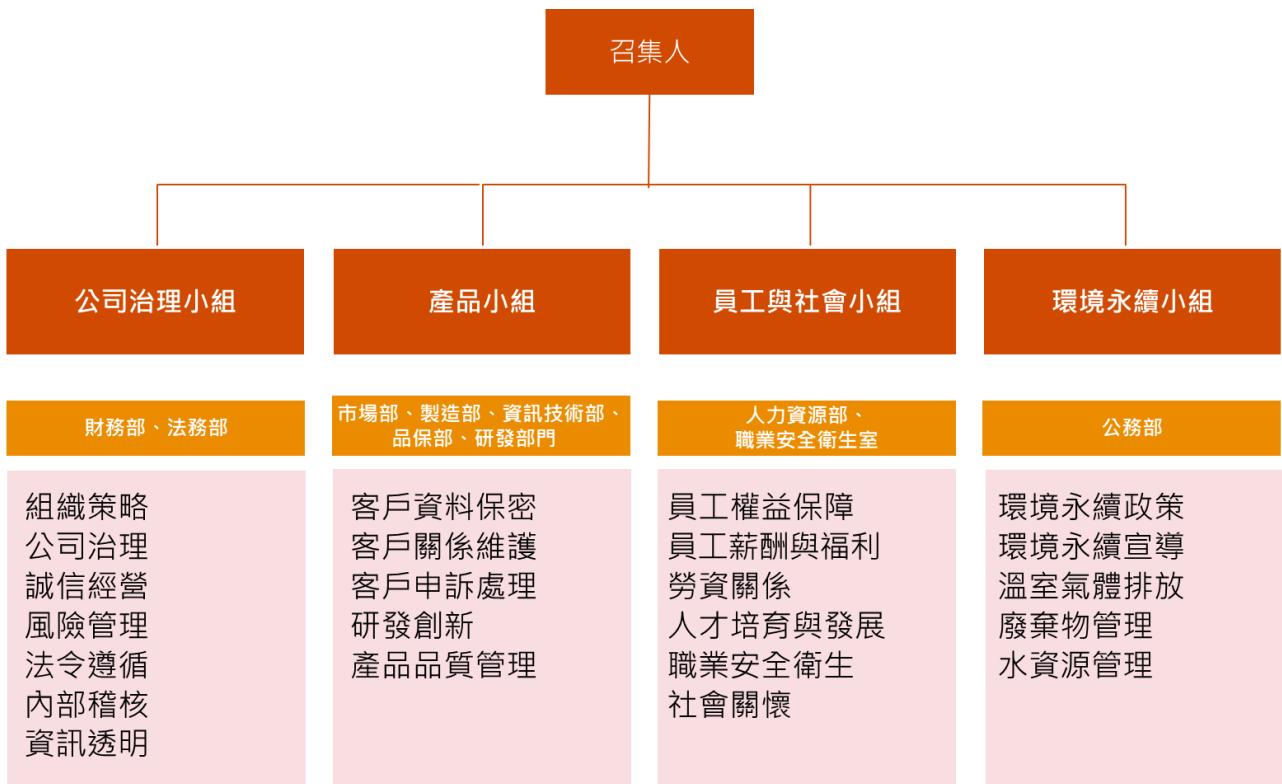 召集人
公司治理小組
產品小組
員工與社會小組
環境永續小組
財務部、法務部
市場部、製造部、資訊技術部、
品保部、研發部門
人力資源部、
職業安全衛生室
公務部
組織策略
公司治理
誠信經營
風險管理
法令遵循
內部稽核
資訊透明
客戶資料保密
客戶關係維護
客戶申訴處理
研發創新
產品品質管理
員工權益保障
員工薪酬與福利
勞資關係
人才培育與發展
職業安全衛生
社會關懷
環境永續政策
環境永續宣導
溫室氣體排放
廢棄物管理
水資源管理